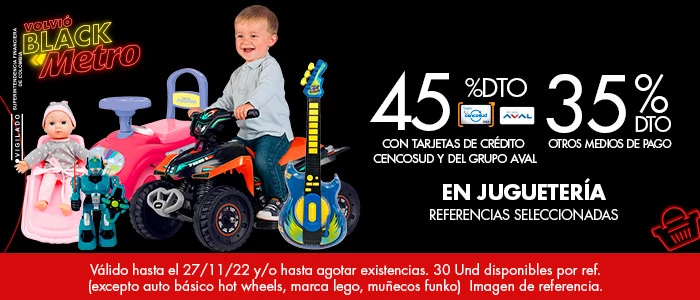 VOLVIÓ
BLACK
Metro
VIGILADO
SUPERINTENDENCIA FINANCIERA
DE COLOMBIA
45 %DTO
cencosud
AVAL
CON TARJETAS DE CRÉDITO
CENCOSUD Y DEL GRUPO AVAL
35% DTO
OTROS MEDIOS DE PAGO
EN JUGUETERÍA
REFERENCIAS SELECCIONADAS
Válido hasta el 27/11/22 y/o hasta agotar existencias. 30 Und disponibles por ref.
(excepto auto básico hot wheels, marca lego, muñecos funko) Imagen de referencia.